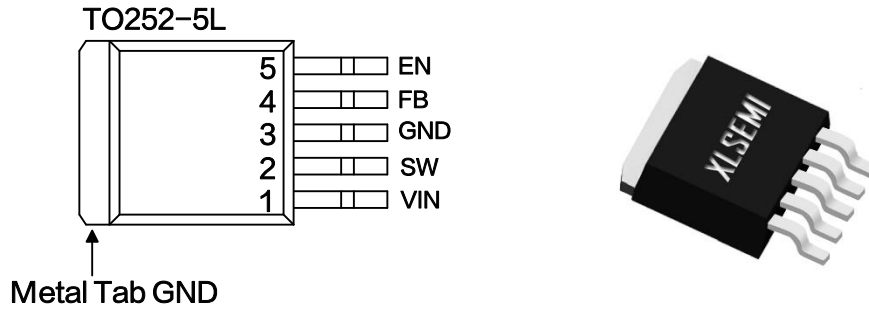 TO252-5L
5 EN
4 FB
3 GND
2 SW
1 VIN
Metal Tab GND
XLSEMI